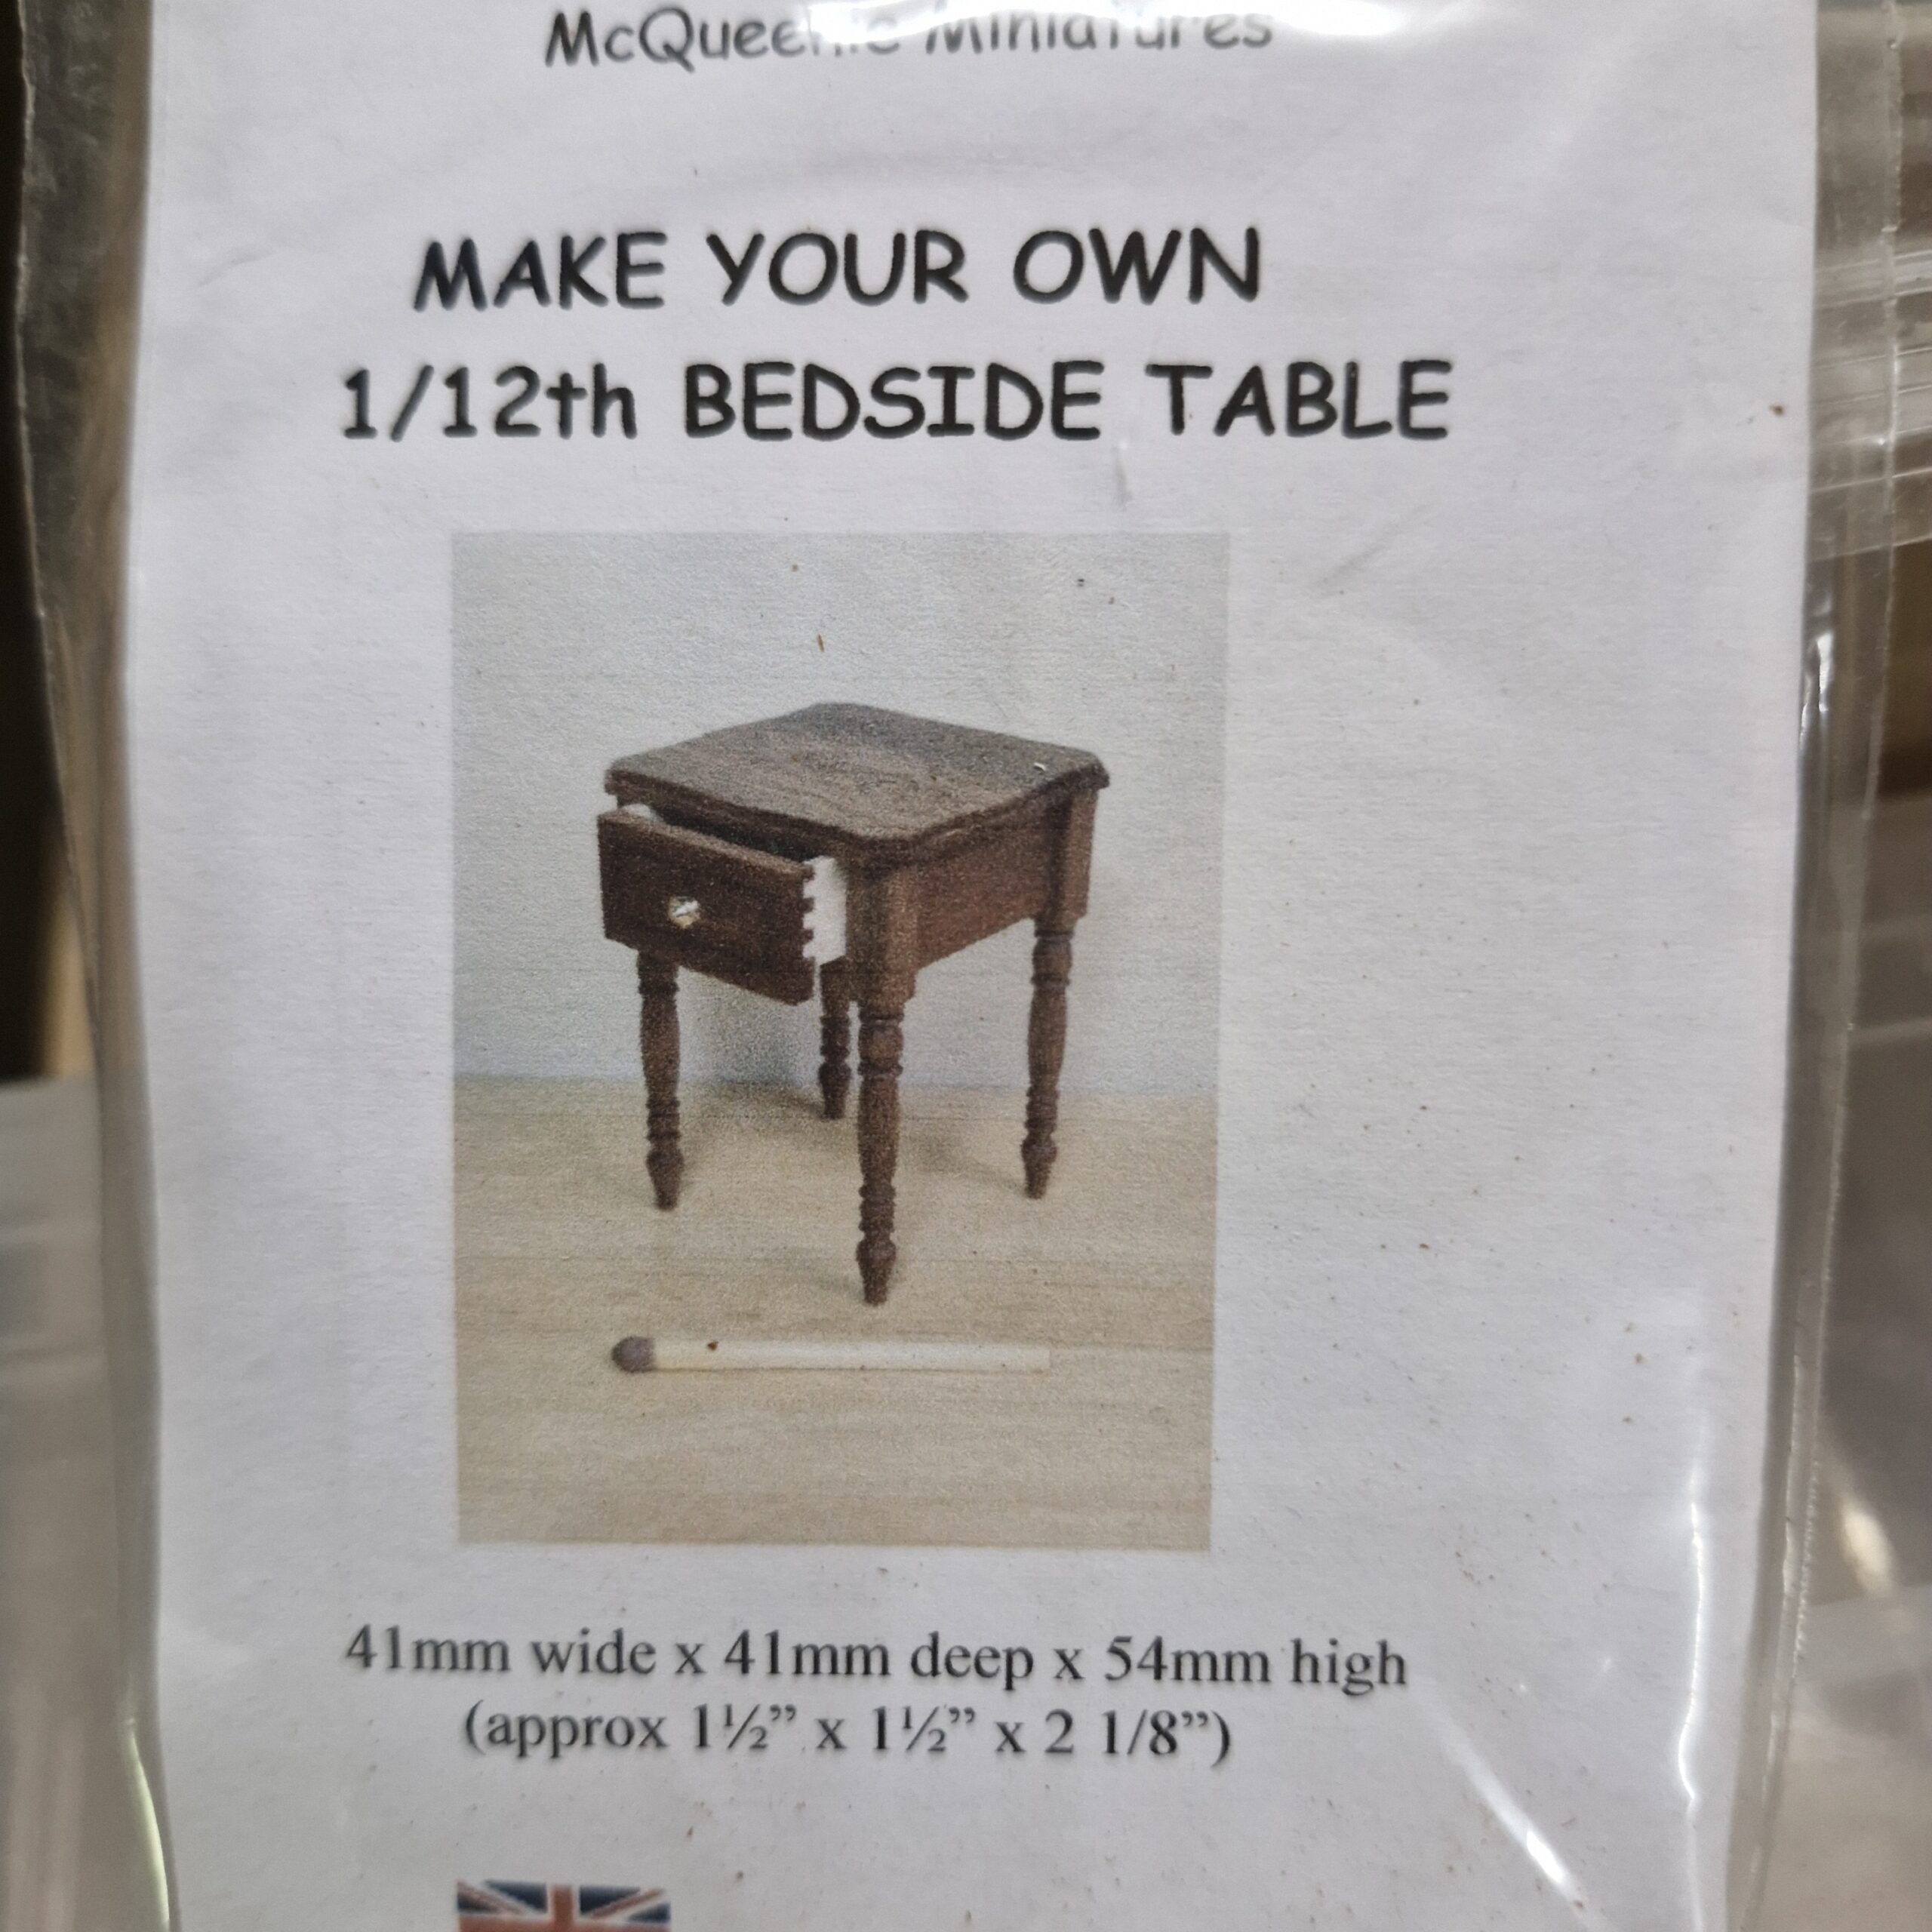 McQueenie Miniatures
MAKE YOUR OWN
1/12th BEDSIDE TABLE
41mm wide x 41mm deep x 54mm high
(approx 1½” x 1½” x 2 1/8”)